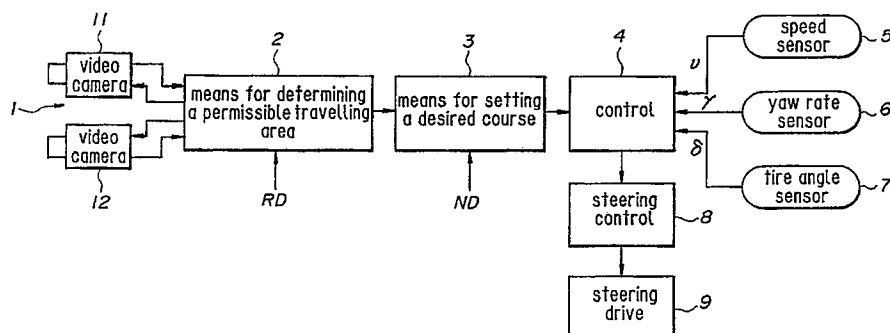 11
video
camera
1
video
camera
12
2
means for determining
a permissible travelling
area
RD
3
means for setting
a desired course
ND
4
control
υ
γ
δ
speed
sensor
5
yaw rate
sensor
6
tire angle
sensor
7
steering
control
8
steering
drive
9